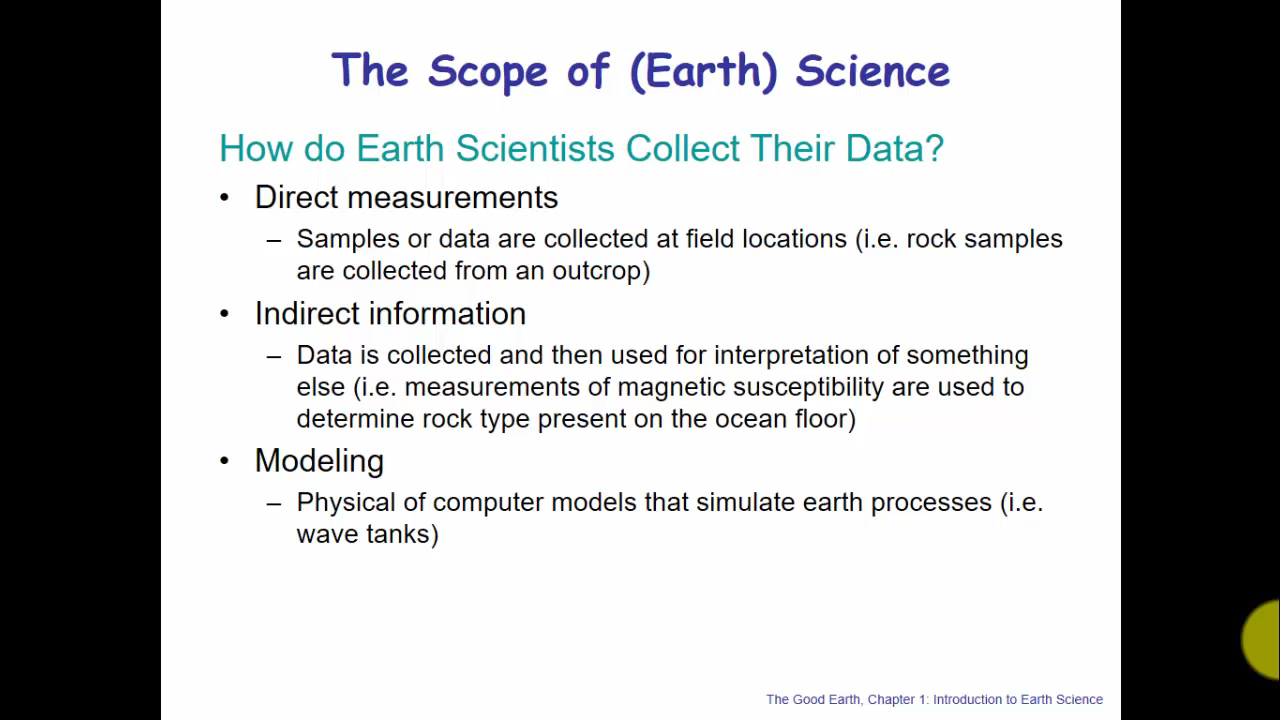 The Scope of (Earth) Science
How do Earth Scientists Collect Their Data?
• Direct measurements
– Samples or data are collected at field locations (i.e. rock samples
are collected from an outcrop)
• Indirect information
– Data is collected and then used for interpretation of something
else (i.e. measurements of magnetic susceptibility are used to
determine rock type present on the ocean floor)
• Modeling
– Physical of computer models that simulate earth processes (i.e.
wave tanks)
The Good Earth, Chapter 1: Introduction to Earth Science